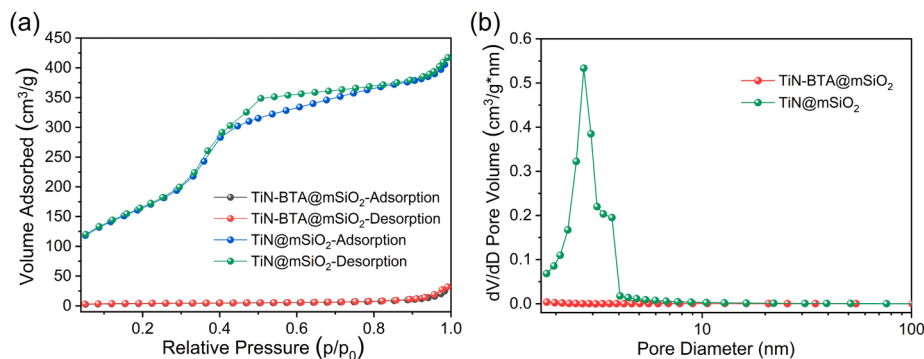 (a)
Volume Adsorbed (cm³/g)
450
400
350
300
250
200
150
100
50
25
0
TiN-BTA@mSiO₂-Adsorption
TiN-BTA@mSiO₂-Desorption
TiN@mSiO₂-Adsorption
TiN@mSiO₂-Desorption
0.2
0.4
0.6
0.8
1.0
Relative Pressure (p/p₀)
(b)
dV/dD Pore Volume (cm³/g*nm)
0.6
0.5
0.4
0.3
0.2
0.1
0.0
TiN-BTA@mSiO₂
TiN@mSiO₂
10
100
Pore Diameter (nm)